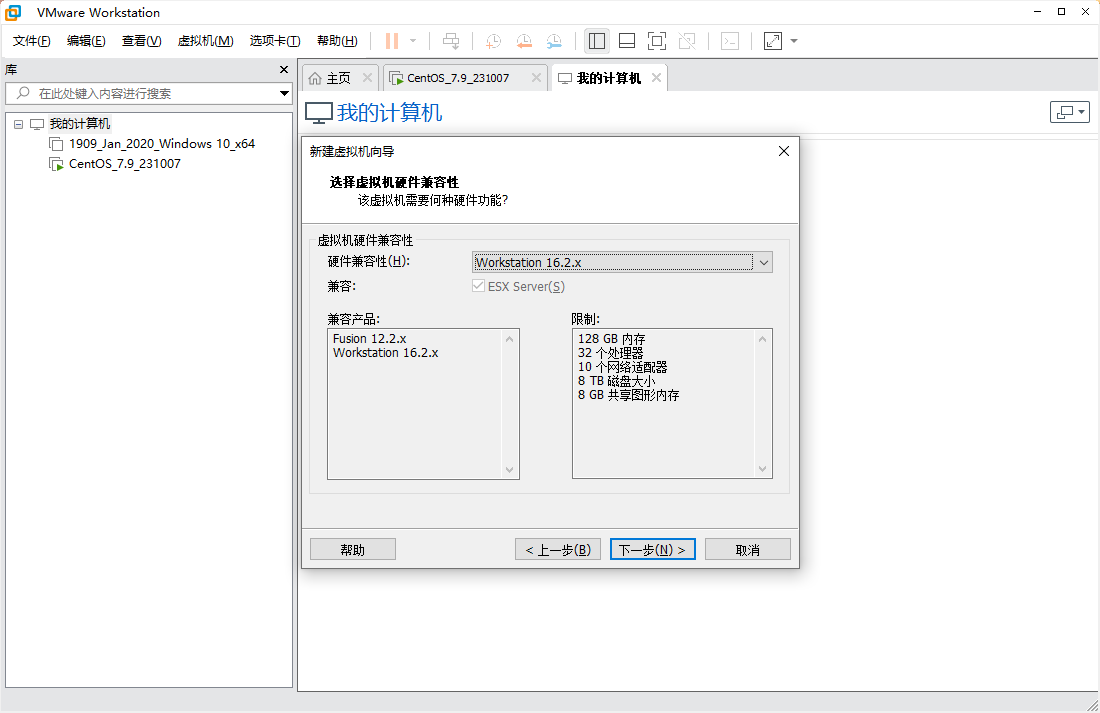 VMware Workstation
文件(F) 编辑(E) 查看(V) 虚拟机(M) 选项卡(T) 帮助(H)
库
在此处键入内容进行搜索
我的计算机
1909_Jan_2020_Windows 10_x64
CentOS_7.9_231007
主页 CentOS_7.9_231007 我的计算机
我的计算机
新建虚拟机向导
选择虚拟机硬件兼容性
该虚拟机需要何种硬件功能?
虚拟机硬件兼容性
硬件兼容性(H): Workstation 16.2.x
兼容: ESX Server(S)
兼容产品:
Fusion 12.2.x
Workstation 16.2.x
限制:
128 GB 内存
32 个处理器
10 个网络适配器
8 TB 磁盘大小
8 GB 共享图形内存
帮助 < 上一步(B) 下一步(N) > 取消